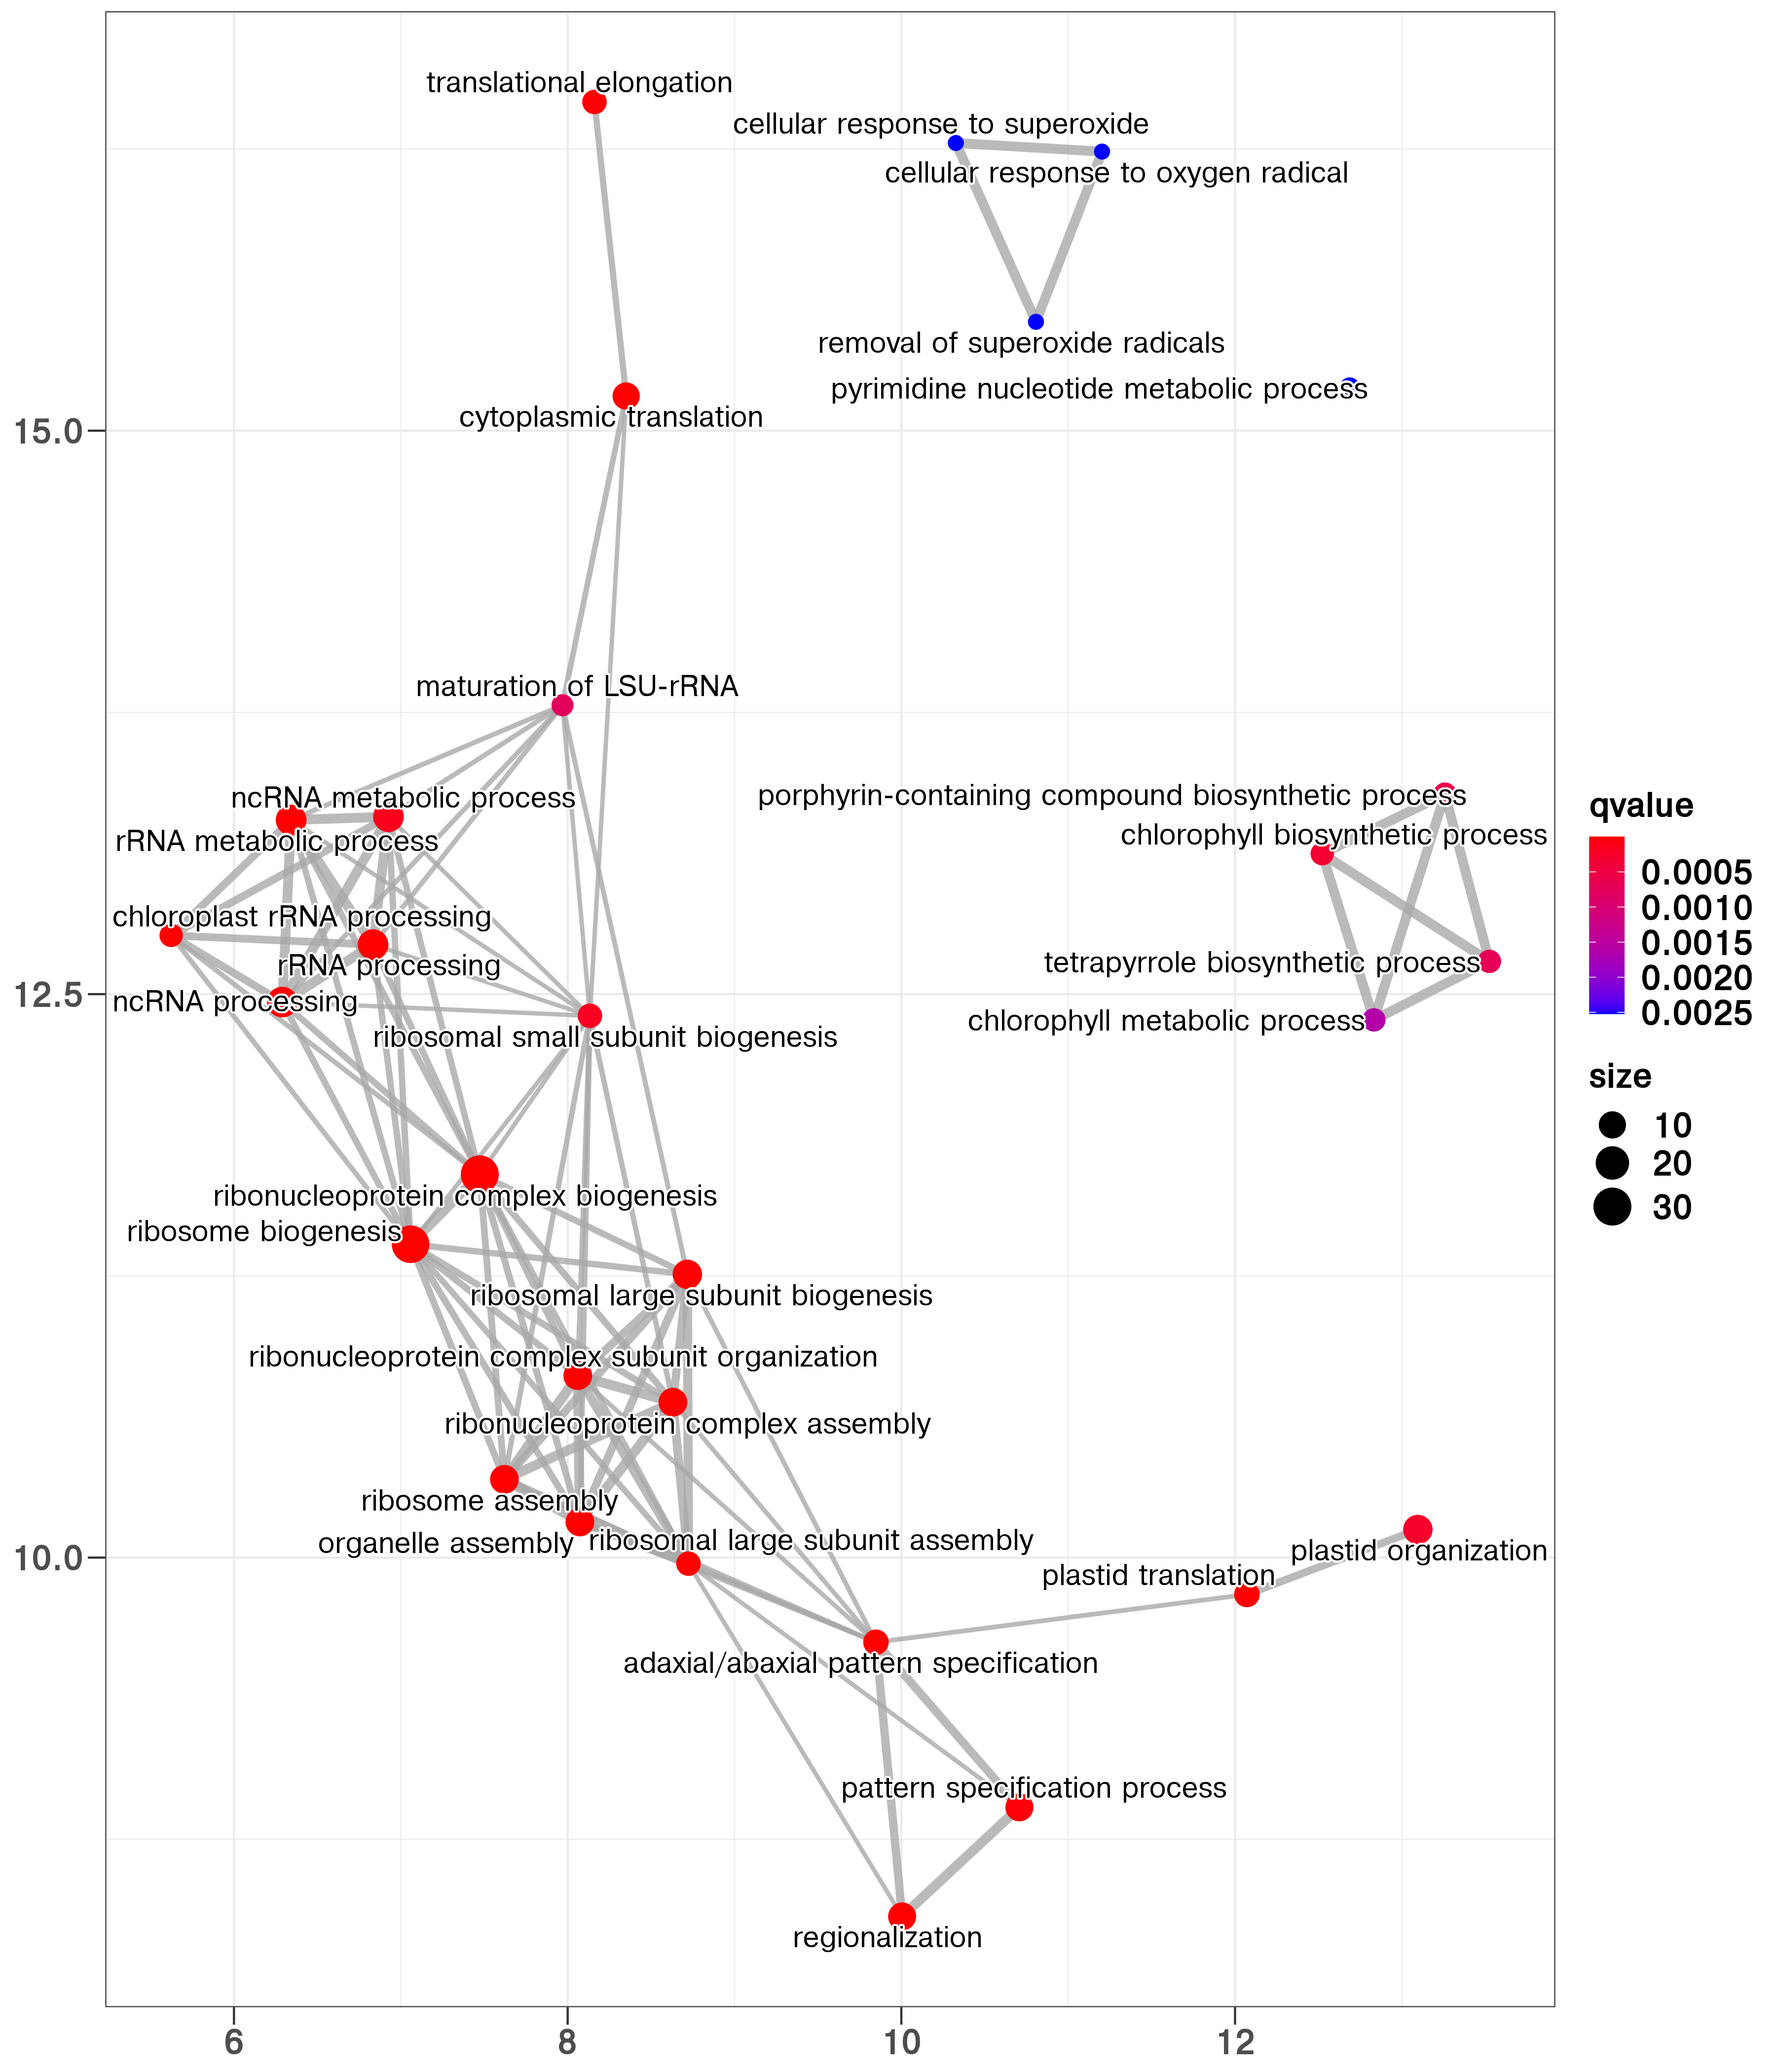 translational elongation
cellular response to superoxide
cellular response to oxygen radical
removal of superoxide radicals
pyrimidine nucleotide metabolic process
cytoplasmic translation
15.0
maturation of LSU-rRNA
ncRNA metabolic process
porphyrin-containing compound biosynthetic process
rRNA metabolic process
chlorophyll biosynthetic process
chloroplast rRNA processing
rRNA processing
tetrapyrrole biosynthetic process
12.5
ncRNA processing
chlorophyll metabolic process
ribosomal small subunit biogenesis
ribonucleoprotein complex biogenesis
ribosome biogenesis
ribosomal large subunit biogenesis
ribonucleoprotein complex subunit organization
ribonucleoprotein complex assembly
ribosome assembly
organelle assembly
ribosomal large subunit assembly
10.0
plastid organization
plastid translation
adaxial/abaxial pattern specification
pattern specification process
regionalization
6
8
10
12
qvalue
0.0005
0.0010
0.0015
0.0020
0.0025
size
10
20
30